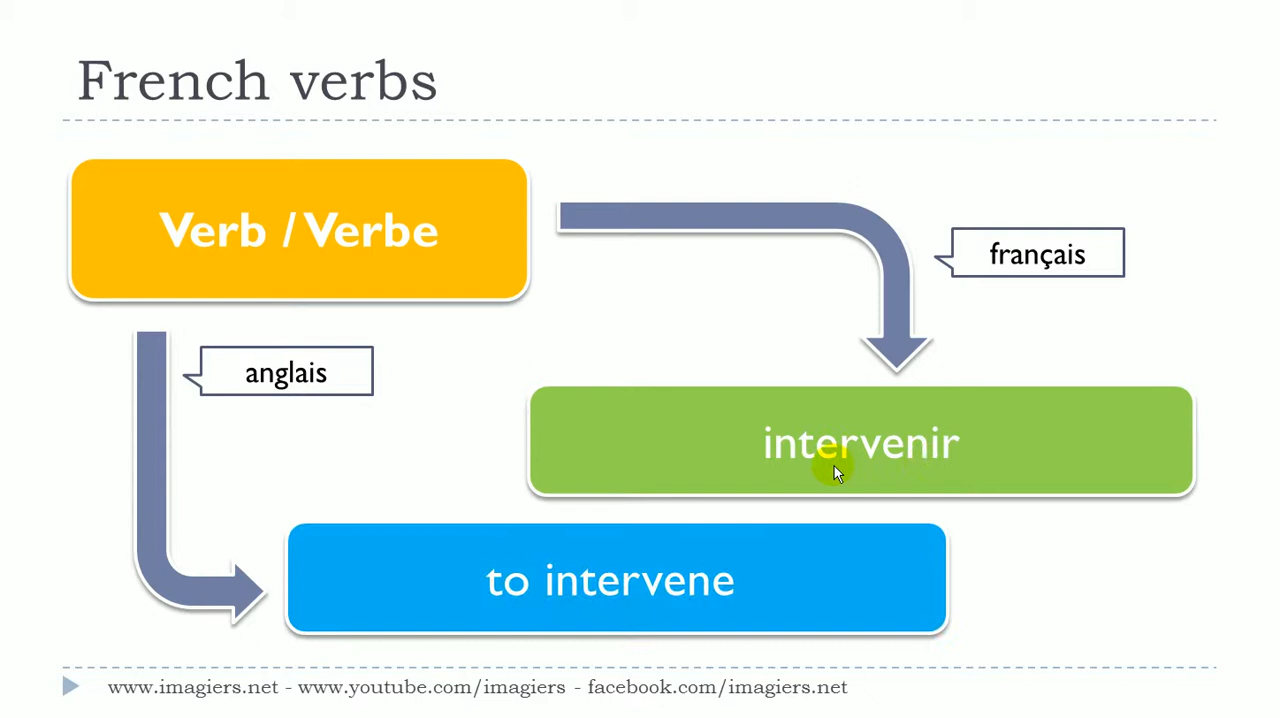 French verbs
Verb / Verbe
français
anglais
intervenir
to intervene
www.imagiers.net - www.youtube.com/imagiers - facebook.com/imagiers.net